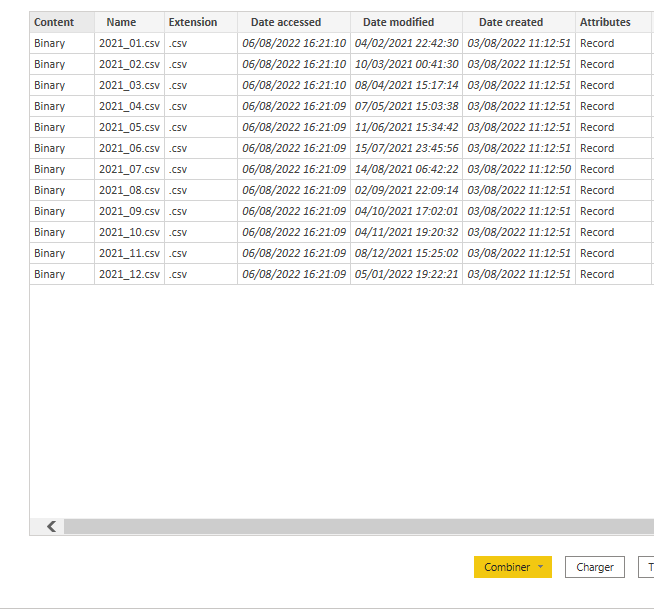 Content Name Extension Date accessed Date modified Date created Attributes
Binary 2021_01.csv .csv 06/08/2022 16:21:10 04/02/2021 22:42:30 03/08/2022 11:12:51 Record
Binary 2021_02.csv .csv 06/08/2022 16:21:10 10/03/2021 00:41:30 03/08/2022 11:12:51 Record
Binary 2021_03.csv .csv 06/08/2022 16:21:10 08/04/2021 15:17:14 03/08/2022 11:12:51 Record
Binary 2021_04.csv .csv 06/08/2022 16:21:09 07/05/2021 15:03:38 03/08/2022 11:12:51 Record
Binary 2021_05.csv .csv 06/08/2022 16:21:09 11/06/2021 15:34:42 03/08/2022 11:12:51 Record
Binary 2021_06.csv .csv 06/08/2022 16:21:09 15/07/2021 23:45:56 03/08/2022 11:12:51 Record
Binary 2021_07.csv .csv 06/08/2022 16:21:09 14/08/2021 06:42:22 03/08/2022 11:12:50 Record
Binary 2021_08.csv .csv 06/08/2022 16:21:09 02/09/2021 22:09:14 03/08/2022 11:12:51 Record
Binary 2021_09.csv .csv 06/08/2022 16:21:09 04/10/2021 17:02:01 03/08/2022 11:12:51 Record
Binary 2021_10.csv .csv 06/08/2022 16:21:09 04/11/2021 19:20:32 03/08/2022 11:12:51 Record
Binary 2021_11.csv .csv 06/08/2022 16:21:09 08/12/2021 15:25:02 03/08/2022 11:12:51 Record
Binary 2021_12.csv .csv 06/08/2022 16:21:09 05/01/2022 19:22:21 03/08/2022 11:12:51 Record
Combiner Charger T